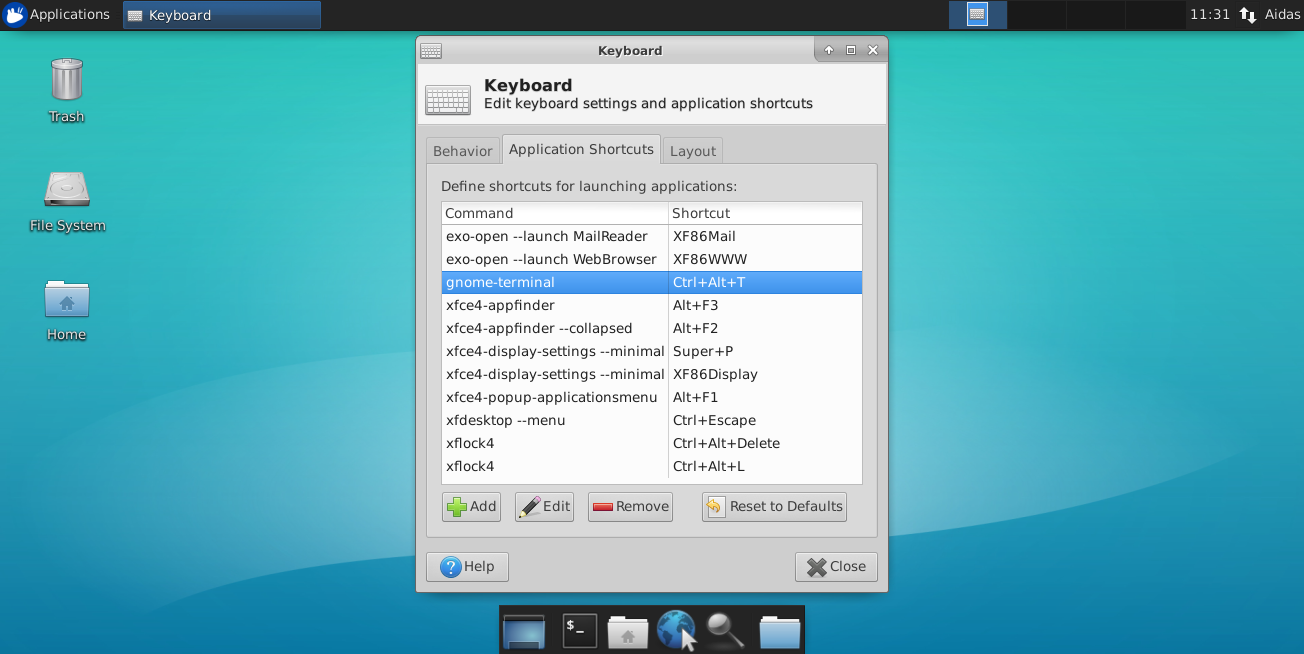 Applications Keyboard 11:31 Aidas
Trash
File System
Home
Keyboard
Keyboard
Edit keyboard settings and application shortcuts
Behavior Application Shortcuts Layout
Define shortcuts for launching applications:
Command Shortcut
exo-open --launch MailReader XF86Mail
exo-open --launch WebBrowser XF86WWW
gnome-terminal Ctrl+Alt+T
xfce4-appfinder Alt+F3
xfce4-appfinder --collapsed Alt+F2
xfce4-display-settings --minimal Super+P
xfce4-display-settings --minimal XF86Display
xfce4-popup-applicationsmenu Alt+F1
xfdesktop --menu Ctrl+Escape
xflock4 Ctrl+Alt+Delete
xflock4 Ctrl+Alt+L
Add Edit Remove Reset to Defaults
? Help Close
$_